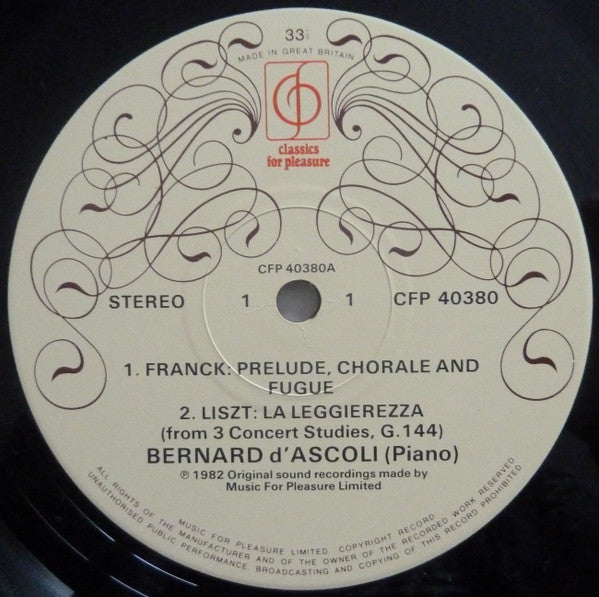 33⅓
MADE IN GREAT BRITAIN
classics
for pleasure
CFP 40380A
STEREO 1 1 CFP 40380
1. FRANCK: PRELUDE, CHORALE AND
FUGUE
2. LISZT: LA LEGGIEREZZA
(from 3 Concert Studies, G.144)
BERNARD d'ASCOLI (Piano)
℗ 1982 Original sound recordings made by
Music For Pleasure Limited
MUSIC FOR PLEASURE LIMITED. COPYRIGHT RECORD
ALL RIGHTS OF THE MANUFACTURER AND OF THE OWNER OF THE RECORDED WORK RESERVED
UNAUTHORISED PUBLIC PERFORMANCE, BROADCASTING AND COPYING OF THIS RECORD PROHIBITED